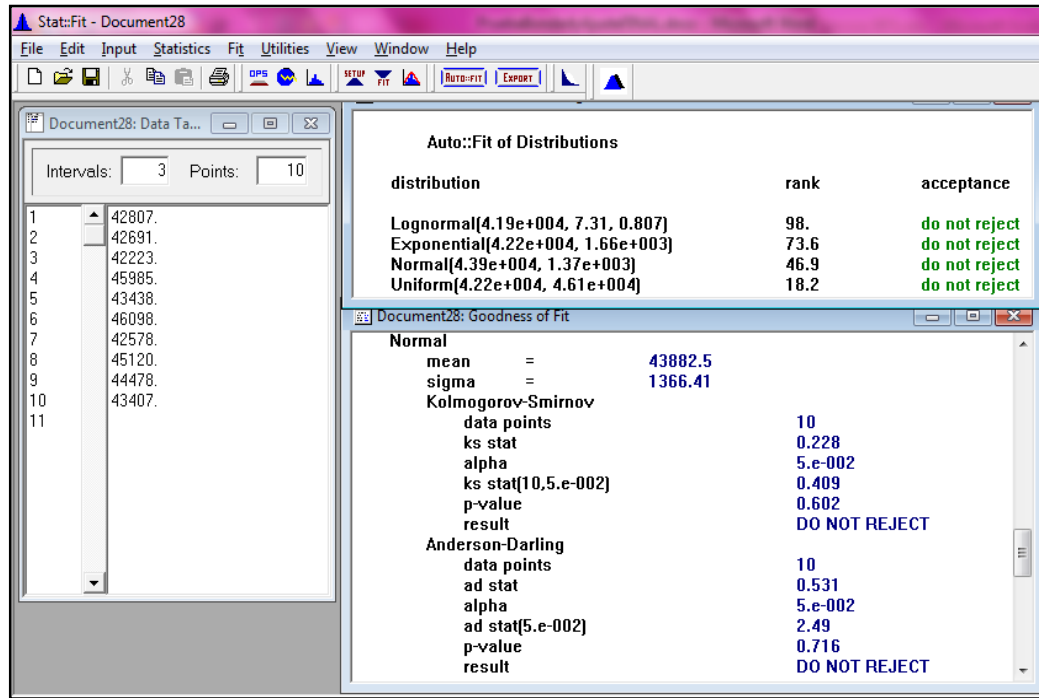 Stat::Fit - Document28
File Edit Input Statistics Fit Utilities View Window Help
OPS SETUP FIT AUTO::FIT EXPORT
Document28: Data Ta...
Intervals: 3 Points: 10
1 42807.
2 42691.
3 42223.
4 45985.
5 43438.
6 46098.
7 42578.
8 45120.
9 44478.
10 43407.
11
Auto::Fit of Distributions
distribution rank acceptance
Lognormal(4.19e+004, 7.31, 0.807) 98. do not reject
Exponential(4.22e+004, 1.66e+003) 73.6 do not reject
Normal(4.39e+004, 1.37e+003) 46.9 do not reject
Uniform(4.22e+004, 4.61e+004) 18.2 do not reject
Document28: Goodness of Fit
Normal
mean = 43882.5
sigma = 1366.41
Kolmogorov-Smirnov
data points 10
ks stat 0.228
alpha 5.e-002
ks stat(10,5.e-002) 0.409
p-value 0.602
result DO NOT REJECT
Anderson-Darling
data points 10
ad stat 0.531
alpha 5.e-002
ad stat(5.e-002) 2.49
p-value 0.716
result DO NOT REJECT